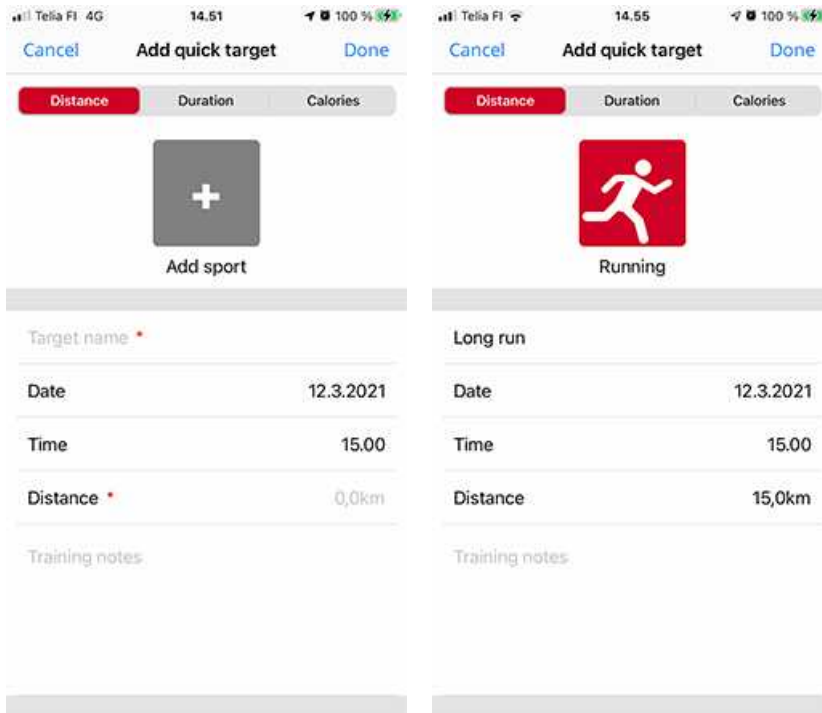 Telia FI 4G 14.51 100 %
Cancel Add quick target Done
Distance Duration Calories
+
Add sport
Target name *
Date 12.3.2021
Time 15.00
Distance * 0,0km
Training notes
Telia FI 14.55 100 %
Cancel Add quick target Done
Distance Duration Calories
Running
Long run
Date 12.3.2021
Time 15.00
Distance 15,0km
Training notes